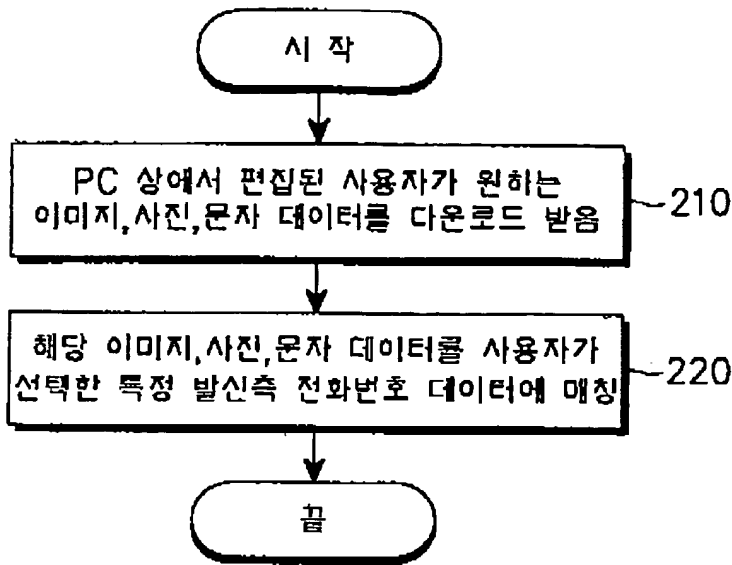 시 작
PC 상에서 편집된 사용자가 원하는
이미지,사진,문자 데이터를 다운로드 받음
210
해당 이미지,사진,문자 데이터를 사용자가
선택한 특정 발신측 전화번호 데이터에 매칭
220
끝